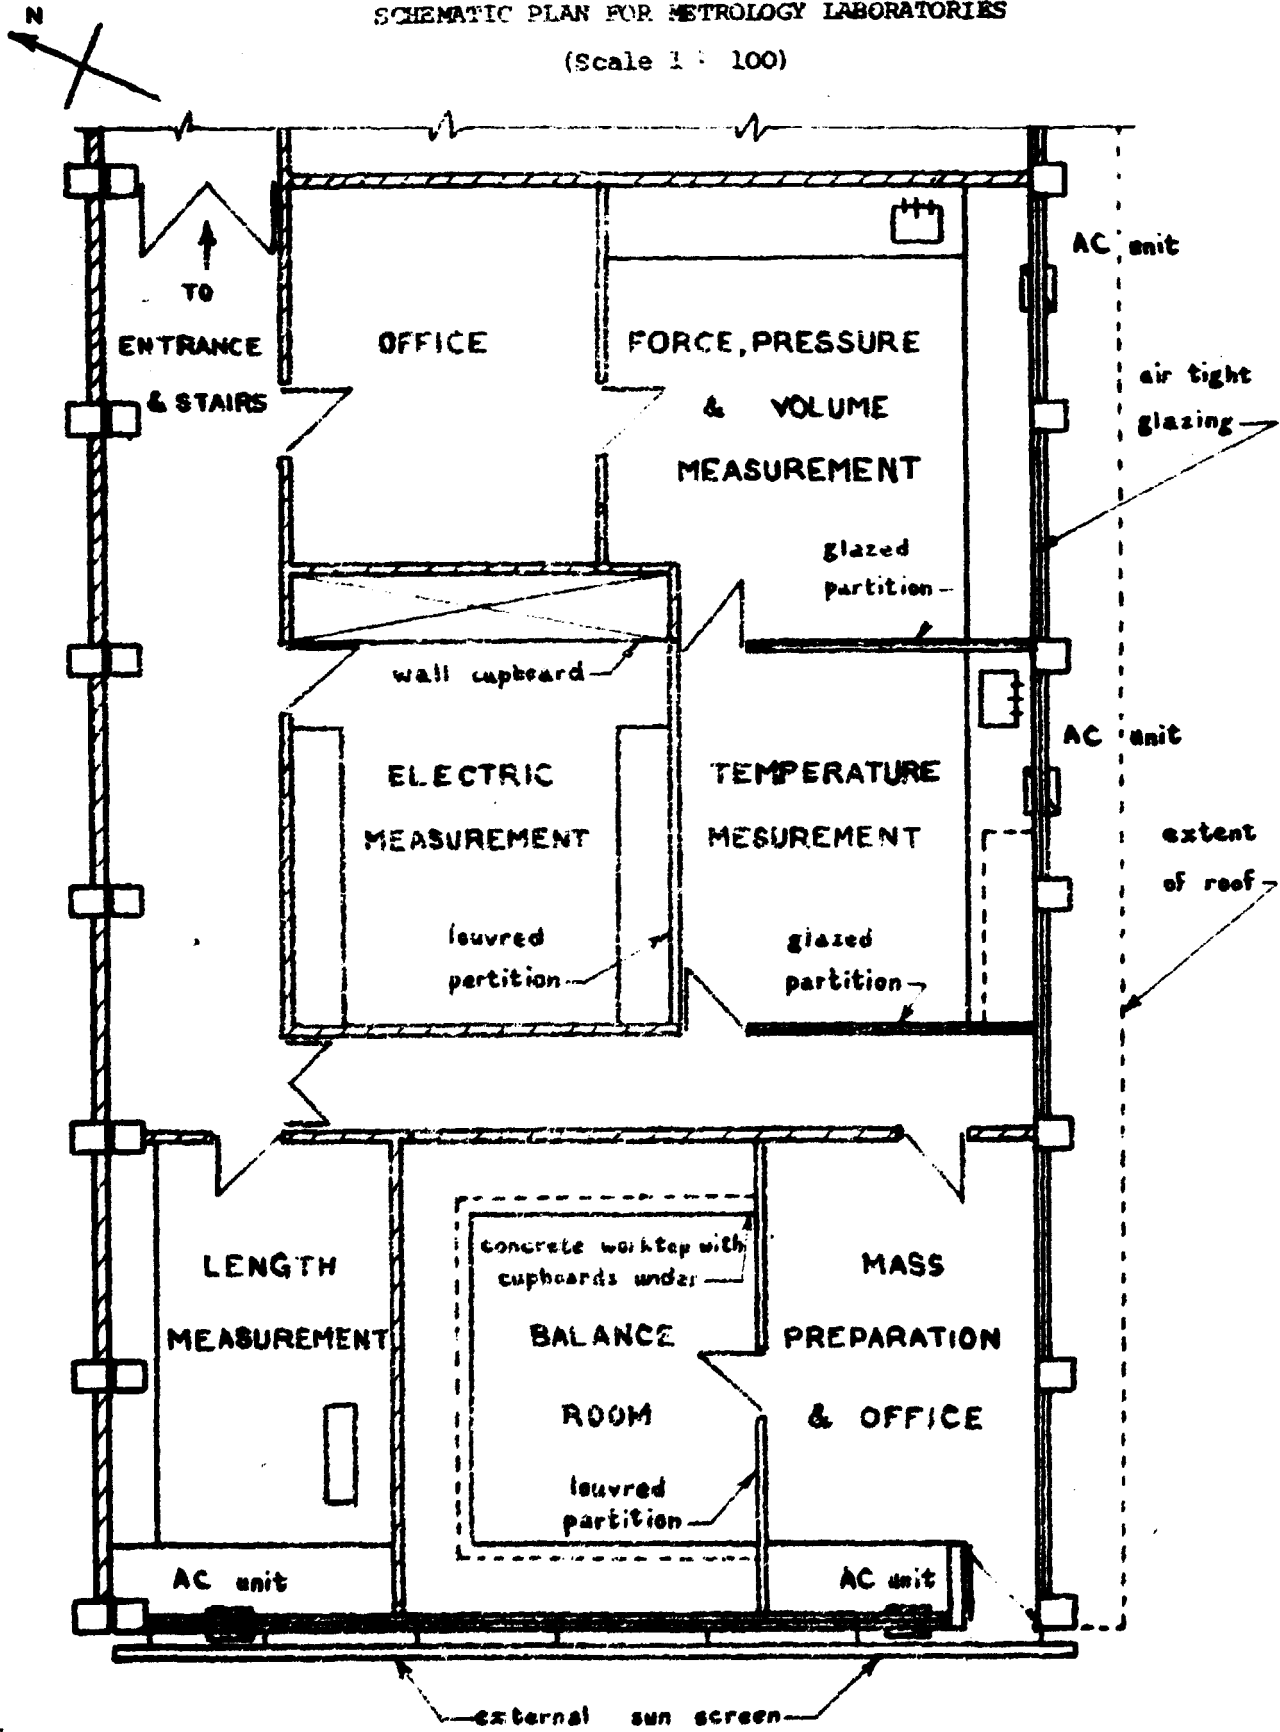 N
SCHEMATIC PLAN FOR METROLOGY LABORATORIES
(Scale 1 : 100)
TO
ENTRANCE
& STAIRS
OFFICE
FORCE, PRESSURE
& VOLUME
MEASUREMENT
AC unit
air tight
glazing
glazed
partition
wall cupboard
AC unit
ELECTRIC
MEASUREMENT
TEMPERATURE
MESUREMENT
extent
of roof
louvred
pertition
glazed
partition
LENGTH
MEASUREMENT
concrete worktop with
cupboards under
BALANCE
ROOM
MASS
PREPARATION
& OFFICE
louvred
partition
AC unit
AC unit
external sun screen